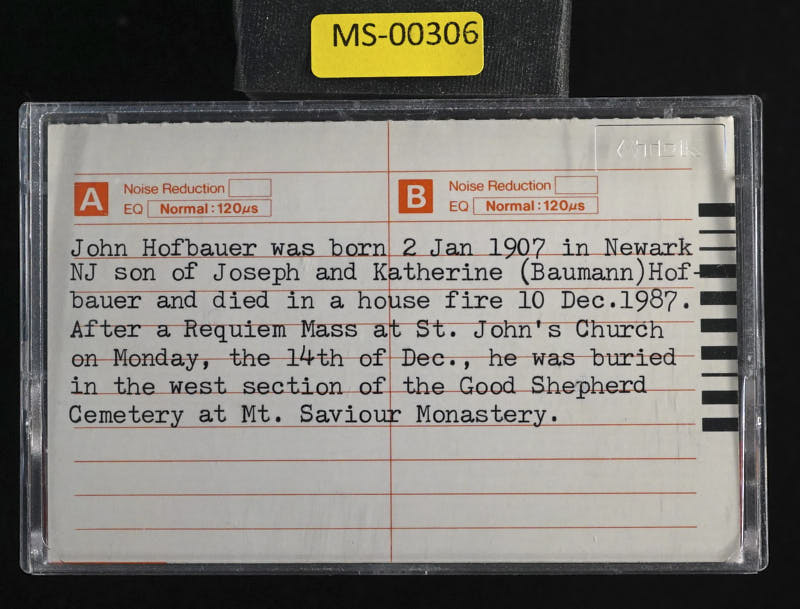 MS-00306
A Noise Reduction
EQ Normal:120µs
B Noise Reduction
EQ Normal:120µs
John Hofbauer was born 2 Jan 1907 in Newark
NJ son of Joseph and Katherine (Baumann)Hof-
bauer and died in a house fire 10 Dec.1987.
After a Requiem Mass at St. John's Church
on Monday, the 14th of Dec., he was buried
in the west section of the Good Shepherd
Cemetery at Mt. Saviour Monastery.